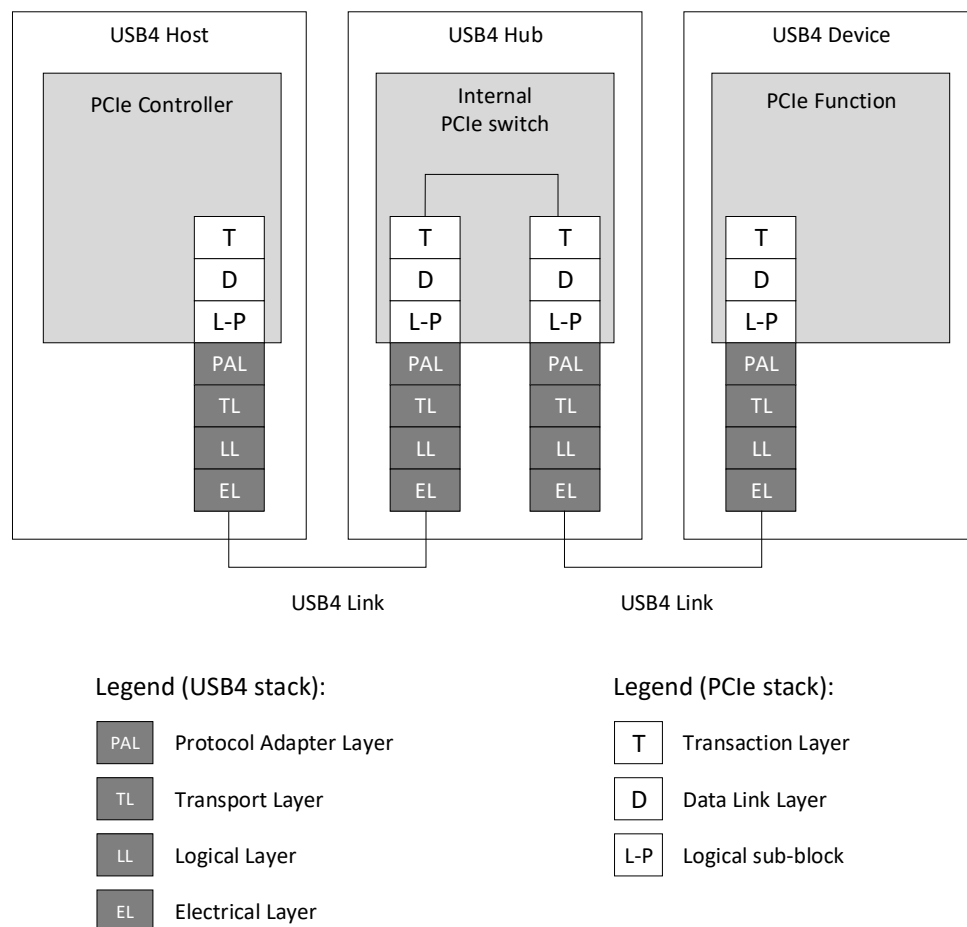 USB4 Host
USB4 Hub
USB4 Device
PCIe Controller
Internal
PCIe switch
PCIe Function
T
T
T
T
D
D
D
D
L-P
L-P
L-P
L-P
PAL
PAL
PAL
PAL
TL
TL
TL
TL
LL
LL
LL
LL
EL
EL
EL
EL
USB4 Link
USB4 Link
Legend (USB4 stack):
PAL Protocol Adapter Layer
TL Transport Layer
LL Logical Layer
EL Electrical Layer
Legend (PCIe stack):
T Transaction Layer
D Data Link Layer
L-P Logical sub-block